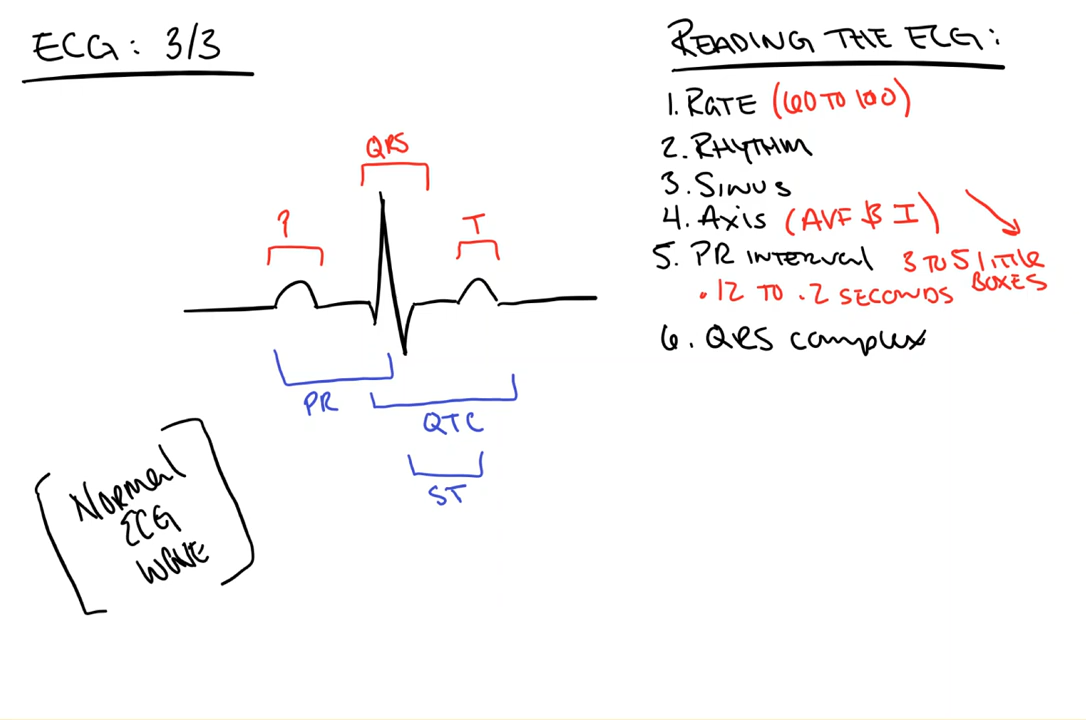 ECG: 3/3
READING THE ECG:
1. RATE (60 TO 100)
2. RHYTHM
3. SINUS
4. AXIS (AVF & I)
5. PR INTERVAL 3 TO 5 LITTLE BOXES
.12 TO .2 SECONDS
6. QRS complex
P
QRS
T
PR
QTC
ST
NORMAL
ECG
WAVE